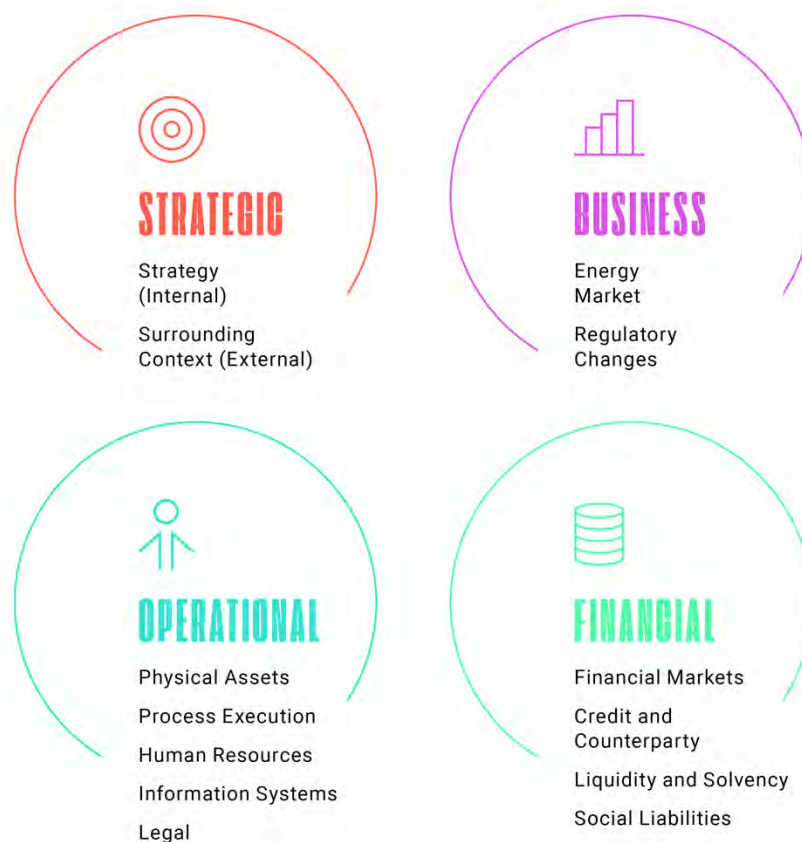 STRATEGIC
Strategy
(Internal)
Surrounding
Context (External)
BUSINESS
Energy
Market
Regulatory
Changes
OPERATIONAL
Physical Assets
Process Execution
Human Resources
Information Systems
Legal
FINANCIAL
Financial Markets
Credit and
Counterparty
Liquidity and Solvency
Social Liabilities